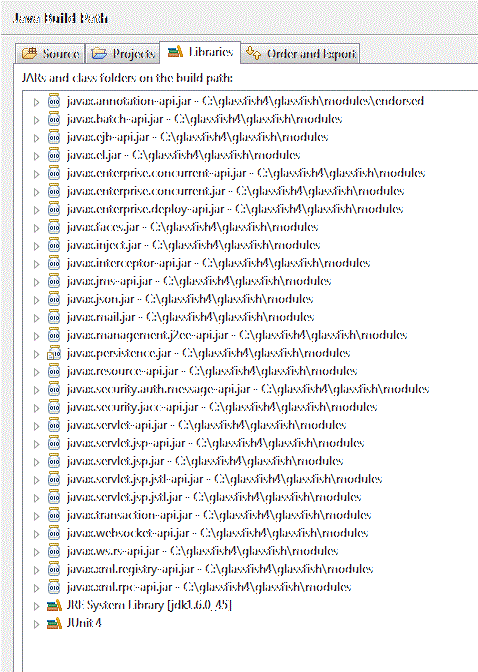 Java Build Path
Source Projects Libraries Order and Export
JARs and class folders on the build path:
javax.annotation-api.jar - C:\glassfish4\glassfish\modules\endorsed
javax.batch-api.jar - C:\glassfish4\glassfish\modules
javax.ejb-api.jar - C:\glassfish4\glassfish\modules
javax.el.jar - C:\glassfish4\glassfish\modules
javax.enterprise.concurrent-api.jar - C:\glassfish4\glassfish\modules
javax.enterprise.concurrent.jar - C:\glassfish4\glassfish\modules
javax.enterprise.deploy-api.jar - C:\glassfish4\glassfish\modules
javax.faces.jar - C:\glassfish4\glassfish\modules
javax.inject.jar - C:\glassfish4\glassfish\modules
javax.interceptor-api.jar - C:\glassfish4\glassfish\modules
javax.jms-api.jar - C:\glassfish4\glassfish\modules
javax.json.jar - C:\glassfish4\glassfish\modules
javax.mail.jar - C:\glassfish4\glassfish\modules
javax.management.j2ee-api.jar - C:\glassfish4\glassfish\modules
javax.persistence.jar - C:\glassfish4\glassfish\modules
javax.resource-api.jar - C:\glassfish4\glassfish\modules
javax.security.auth.message-api.jar - C:\glassfish4\glassfish\modules
javax.security.jacc-api.jar - C:\glassfish4\glassfish\modules
javax.servlet-api.jar - C:\glassfish4\glassfish\modules
javax.servlet.jsp-api.jar - C:\glassfish4\glassfish\modules
javax.servlet.jsp.jar - C:\glassfish4\glassfish\modules
javax.servlet.jsp.jstl-api.jar - C:\glassfish4\glassfish\modules
javax.servlet.jsp.jstl.jar - C:\glassfish4\glassfish\modules
javax.transaction-api.jar - C:\glassfish4\glassfish\modules
javax.websocket-api.jar - C:\glassfish4\glassfish\modules
javax.ws.rs-api.jar - C:\glassfish4\glassfish\modules
javax.xml.registry-api.jar - C:\glassfish4\glassfish\modules
javax.xml.rpc-api.jar - C:\glassfish4\glassfish\modules
JRE System Library [jdk1.6.0_45]
JUnit 4